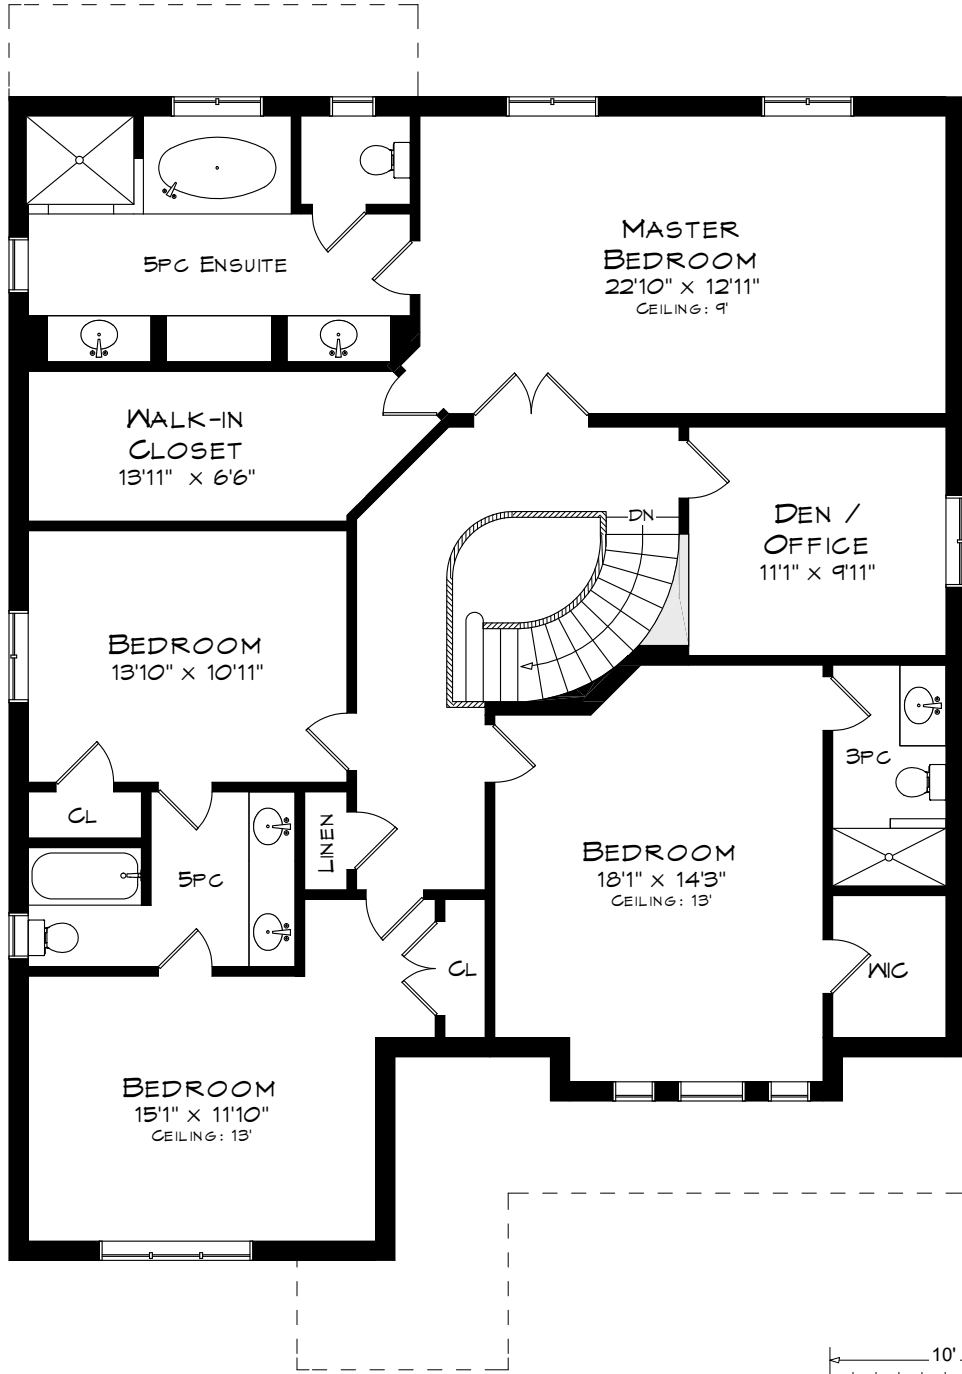 5PC ENSUITE
MASTER
BEDROOM
22'10" x 12'11"
CEILING: 9'
WALK-IN
CLOSET
13'11" x 6'6"
DN
DEN /
OFFICE
11'1" x 9'11"
BEDROOM
13'10" x 10'11"
3PC
CL
LINEN
5PC
BEDROOM
18'1" x 14'3"
CEILING: 13'
CL
WIC
BEDROOM
15'1" x 11'10"
CEILING: 13'
10'